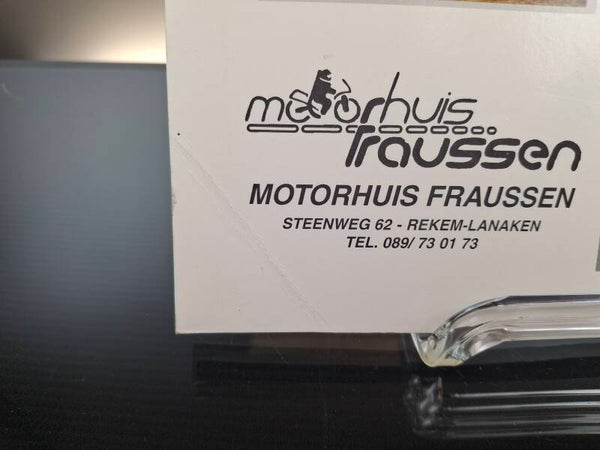 motorhuis
fraussen
MOTORHUIS FRAUSSEN
STEENWEG 62 - REKEM-LANAKEN
TEL. 089/ 73 01 73